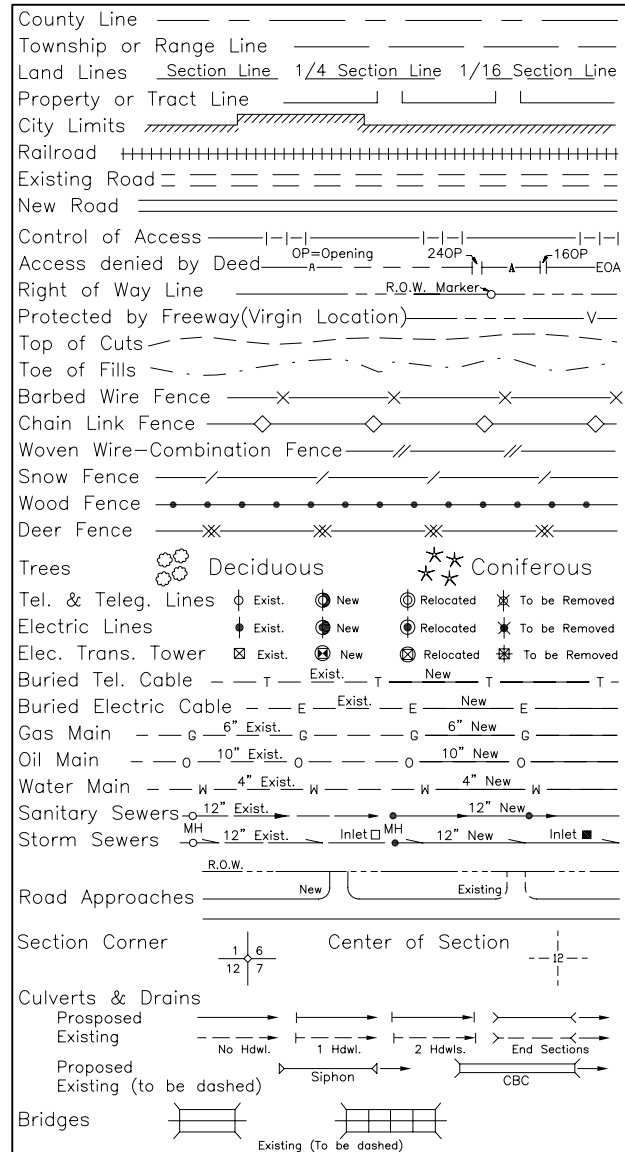 County Line
Township or Range Line
Land Lines Section Line 1/4 Section Line 1/16 Section Line
Property or Tract Line
City Limits
Railroad
Existing Road
New Road
Control of Access
OP=Opening 24OP 16OP
Access denied by Deed A A EOA
Right of Way Line R.O.W. Marker
Protected by Freeway(Virgin Location) V
Top of Cuts
Toe of Fills
Barbed Wire Fence
Chain Link Fence
Woven Wire-Combination Fence
Snow Fence
Wood Fence
Deer Fence
Trees Deciduous Coniferous
Tel. & Teleg. Lines Exist. New Relocated To be Removed
Electric Lines Exist. New Relocated To be Removed
Elec. Trans. Tower Exist. New Relocated To be Removed
Buried Tel. Cable T Exist. T New T T
Buried Electric Cable E Exist. E New E
Gas Main G 6" Exist. G G 6" New G
Oil Main O 10" Exist. O O 10" New O
Water Main W 4" Exist. W W 4" New W
Sanitary Sewers 12" Exist. 12" New
MH MH
Storm Sewers 12" Exist. Inlet 12" New Inlet
R.O.W.
Road Approaches New Existing
Section Corner 1 6 Center of Section
12 7 12
Culverts & Drains
Prosposed
Existing
No Hdwl. 1 Hdwl. 2 Hdwls. End Sections
Proposed
Siphon CBC
Existing (to be dashed)
Bridges
Existing (To be dashed)